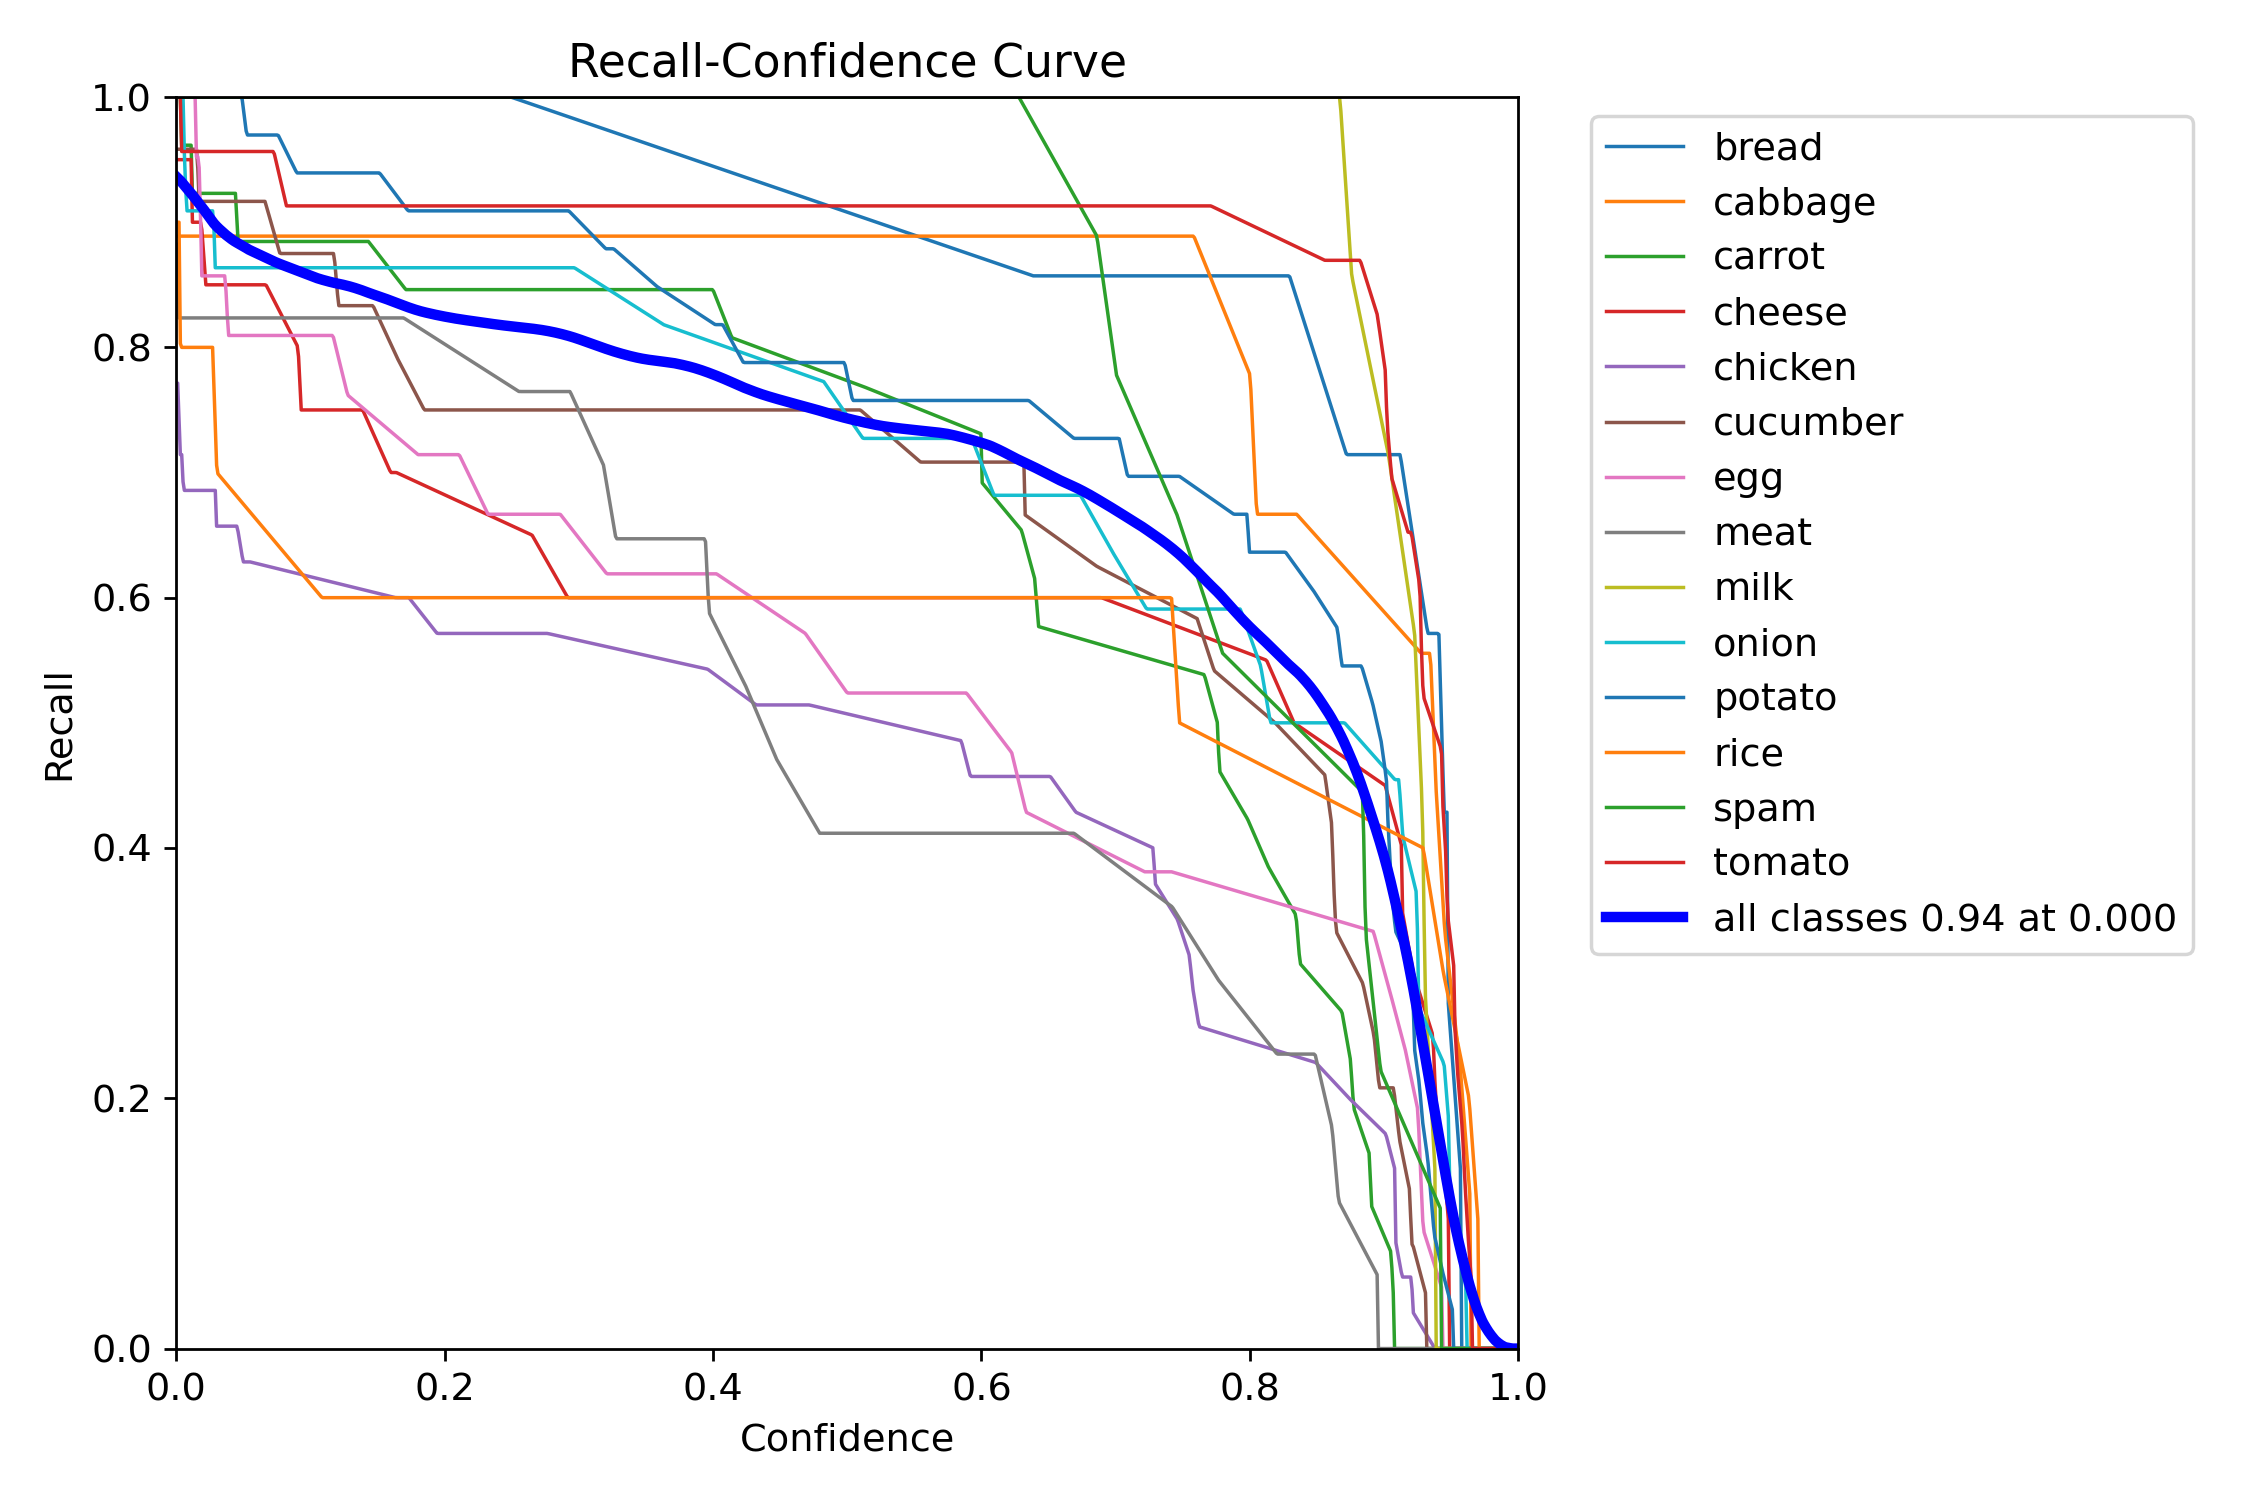 Recall-Confidence Curve
1.0
0.8
0.6
0.4
0.2
0.0
Recall
0.0 0.2 0.4 0.6 0.8 1.0
Confidence
bread
cabbage
carrot
cheese
chicken
cucumber
egg
meat
milk
onion
potato
rice
spam
tomato
all classes 0.94 at 0.000